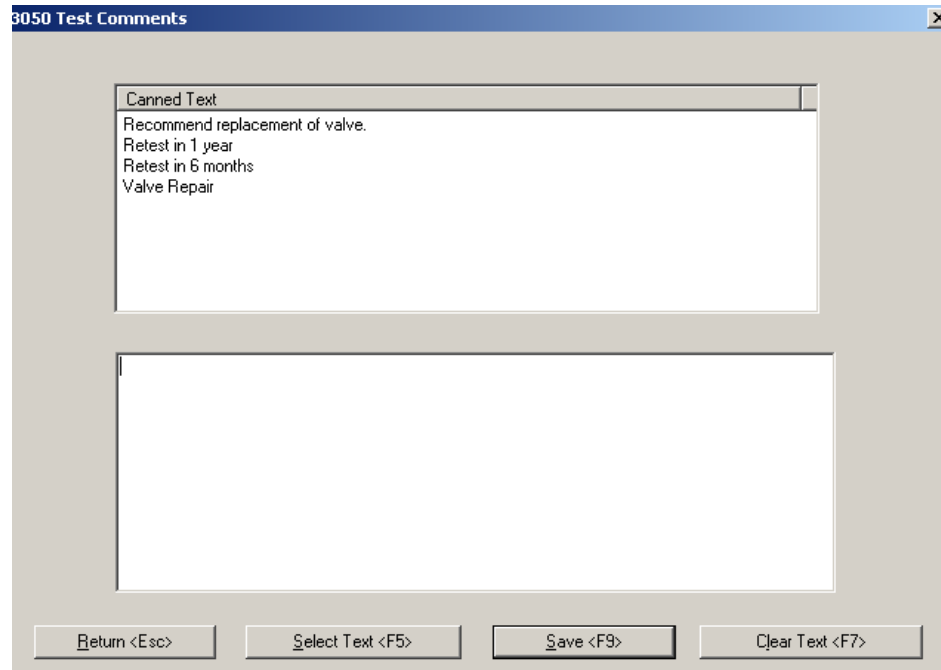 3050 Test Comments
Canned Text
Recommend replacement of valve.
Retest in 1 year
Retest in 6 months
Valve Repair
Return <Esc>
Select Text <F5>
Save <F9>
Clear Text <F7>